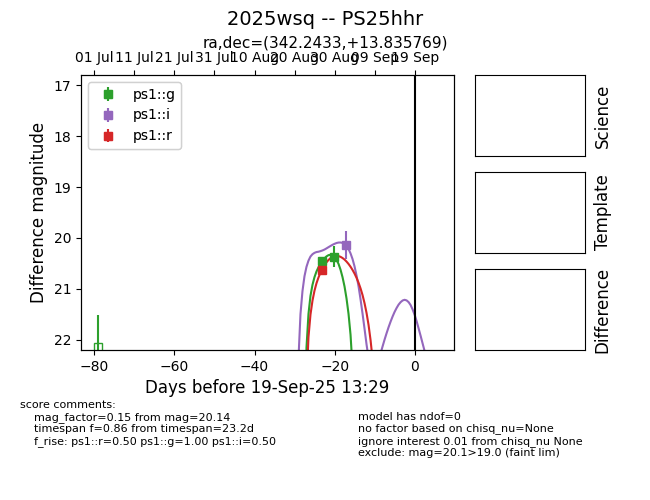 2025wsq -- PS25hhr
ra,dec=(342.2433,+13.835769)
01 Jul 11 Jul 21 Jul 31 Jul 10 Aug 20 Aug 30 Aug 09 Sep 19 Sep
17
18
19
20
21
22
Difference magnitude
ps1::g
ps1::i
ps1::r
−80 −60 −40 −20 0
Days before 19-Sep-25 13:29
Science
Template
Difference
score comments:
mag_factor=0.15 from mag=20.14
timespan f=0.86 from timespan=23.2d
f_rise: ps1::r=0.50 ps1::g=1.00 ps1::i=0.50
model has ndof=0
no factor based on chisq_nu=None
ignore interest 0.01 from chisq_nu None
exclude: mag=20.1>19.0 (faint lim)